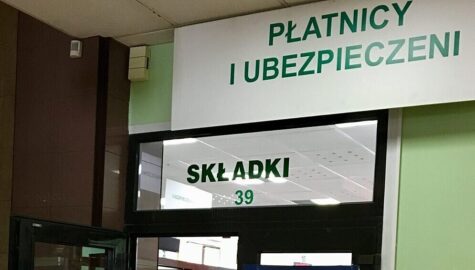 PŁATNICY
I UBEZPIECZENI
SKŁADKI
39